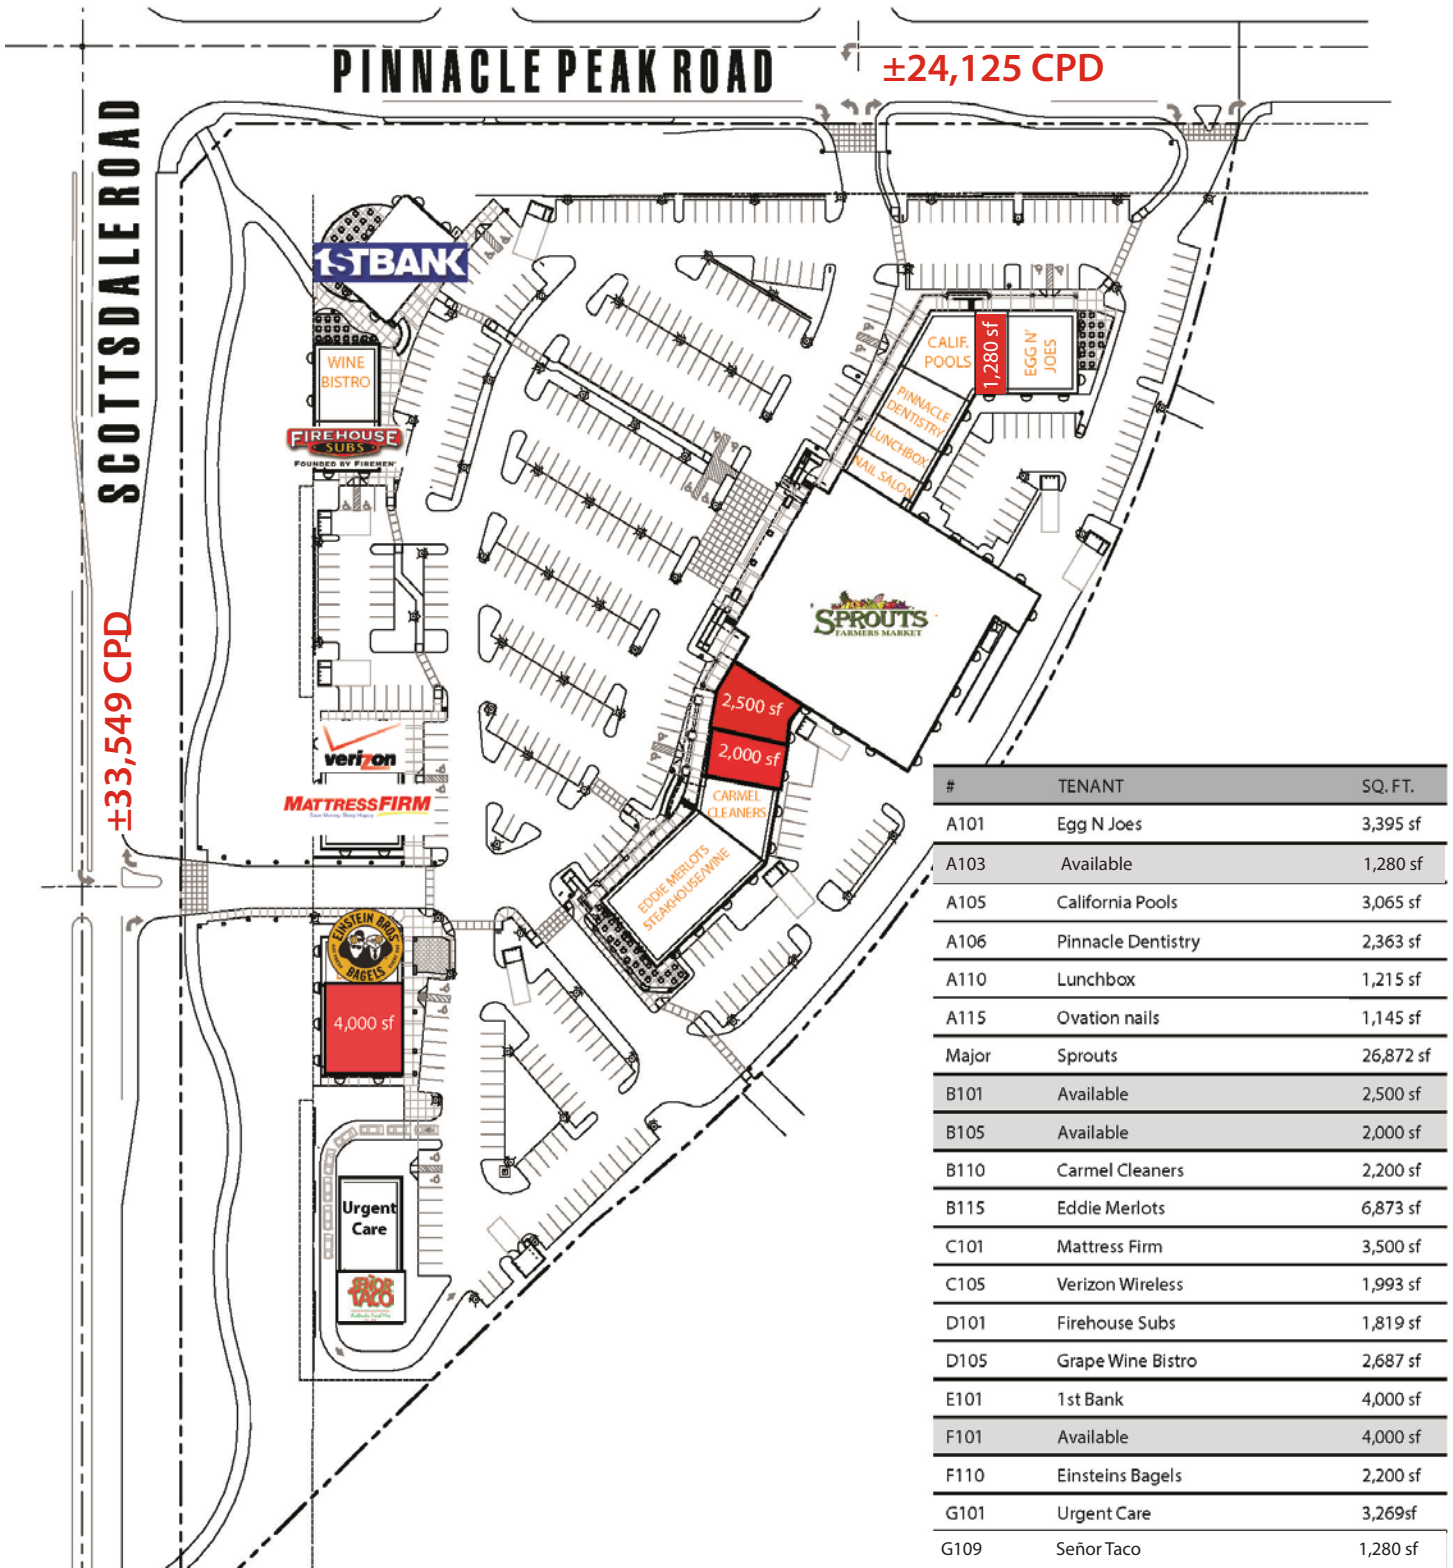 PINNACLE PEAK ROAD
±24,125 CPD
SCOTTSDALE ROAD
±33,549 CPD
1STBANK
WINE
BISTRO
FIREHOUSE
SUBS
FOUNDED BY FIREMEN
CALIF.
POOLS
1,280 sf
EGG N'
JOES
PINNACLE
DENTISTRY
LUNCHBOX
NAIL SALON
SPROUTS
FARMERS MARKET
2,500 sf
2,000 sf
CARMEL
CLEANERS
EDDIE MERLOTS
STEAKHOUSE/WINE
verizon
MATTRESSFIRM
Save Money. Sleep Happy.
EINSTEIN BROS
BAGELS
4,000 sf
Urgent
Care
SEÑOR
TACO
# TENANT SQ. FT.
A101 Egg N Joes 3,395 sf
A103 Available 1,280 sf
A105 California Pools 3,065 sf
A106 Pinnacle Dentistry 2,363 sf
A110 Lunchbox 1,215 sf
A115 Ovation nails 1,145 sf
Major Sprouts 26,872 sf
B101 Available 2,500 sf
B105 Available 2,000 sf
B110 Carmel Cleaners 2,200 sf
B115 Eddie Merlots 6,873 sf
C101 Mattress Firm 3,500 sf
C105 Verizon Wireless 1,993 sf
D101 Firehouse Subs 1,819 sf
D105 Grape Wine Bistro 2,687 sf
E101 1st Bank 4,000 sf
F101 Available 4,000 sf
F110 Einsteins Bagels 2,200 sf
G101 Urgent Care 3,269sf
G109 Señor Taco 1,280 sf